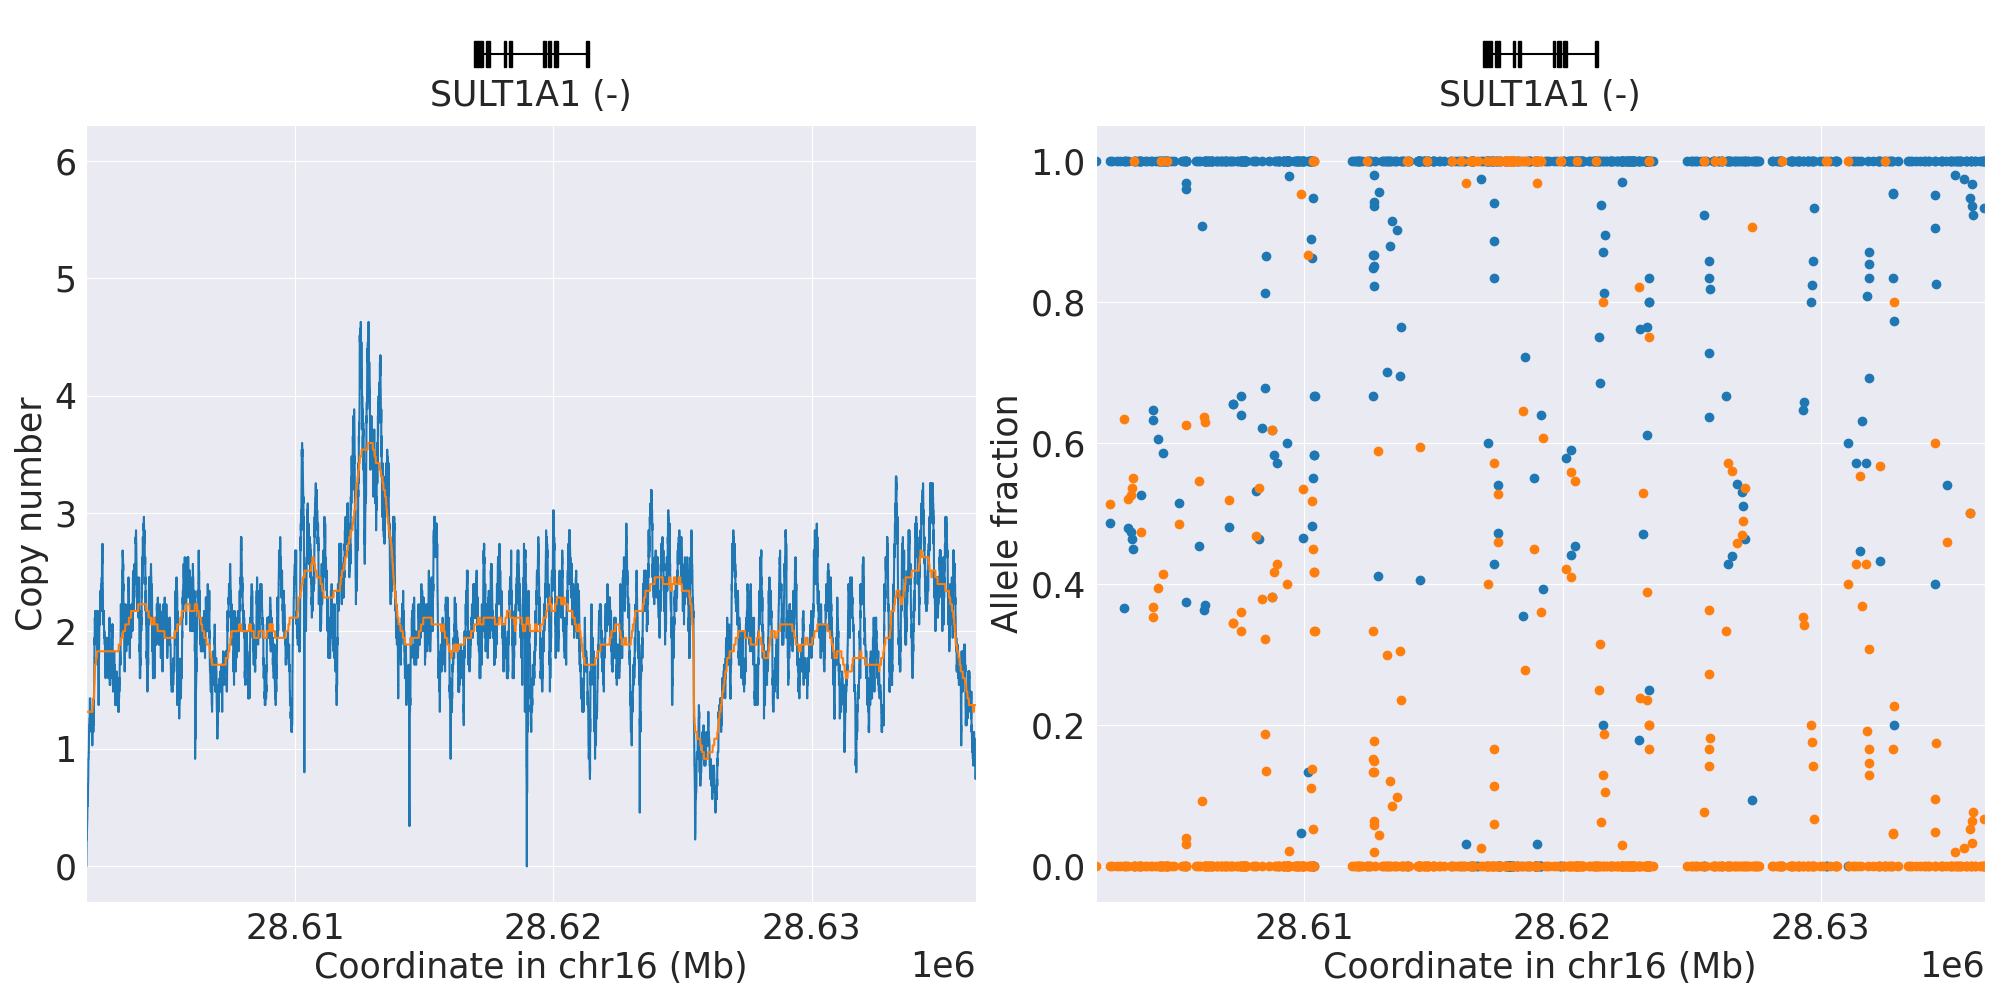 SULT1A1 (-)
Copy number
6
5
4
3
2
1
0
28.61
28.62
28.63
Coordinate in chr16 (Mb)
1e6
SULT1A1 (-)
Allele fraction
1.0
0.8
0.6
0.4
0.2
0.0
28.61
28.62
28.63
Coordinate in chr16 (Mb)
1e6